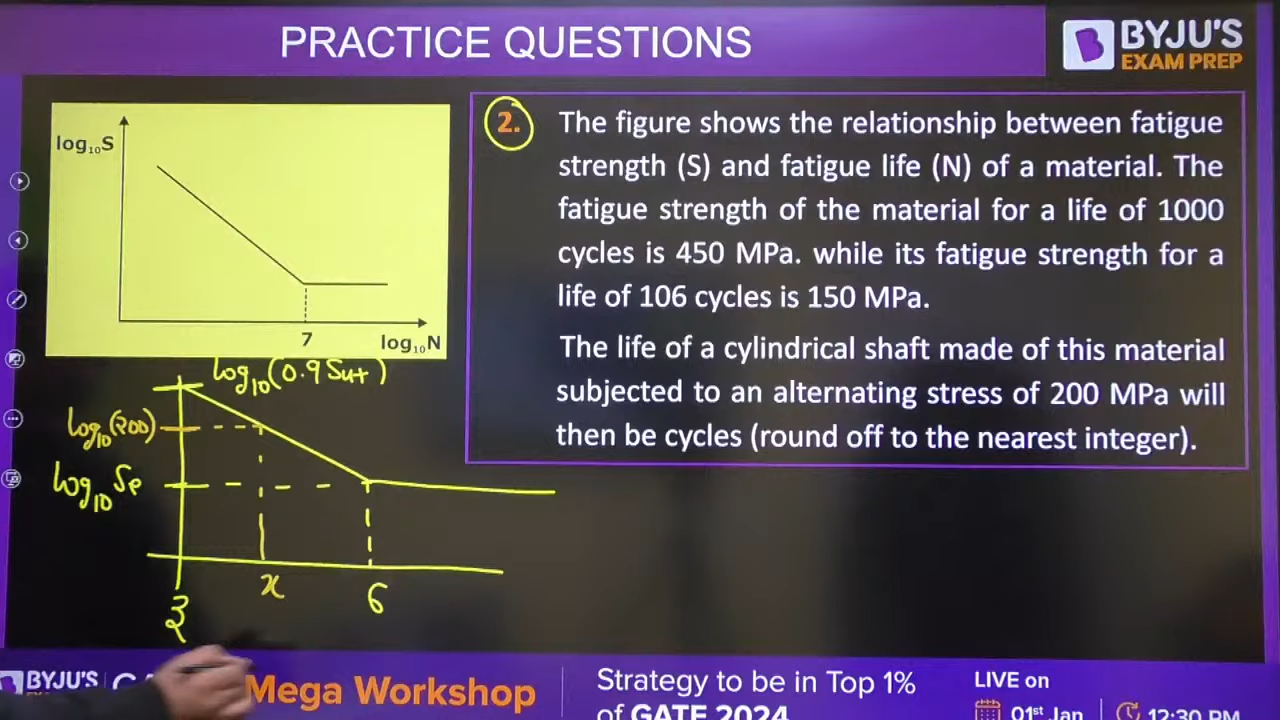 PRACTICE QUESTIONS
BYJU'S
EXAM PREP
log₁₀S
7
log₁₀N
2.
The figure shows the relationship between fatigue
strength (S) and fatigue life (N) of a material. The
fatigue strength of the material for a life of 1000
cycles is 450 MPa. while its fatigue strength for a
life of 106 cycles is 150 MPa.
The life of a cylindrical shaft made of this material
subjected to an alternating stress of 200 MPa will
then be cycles (round off to the nearest integer).
log₁₀(0.9 Sut)
log₁₀(200)
log₁₀ Se
3
x
6
BYJU'S
Mega Workshop
Strategy to be in Top 1%
of GATE 2024
LIVE on
01st Jan
12:30 PM